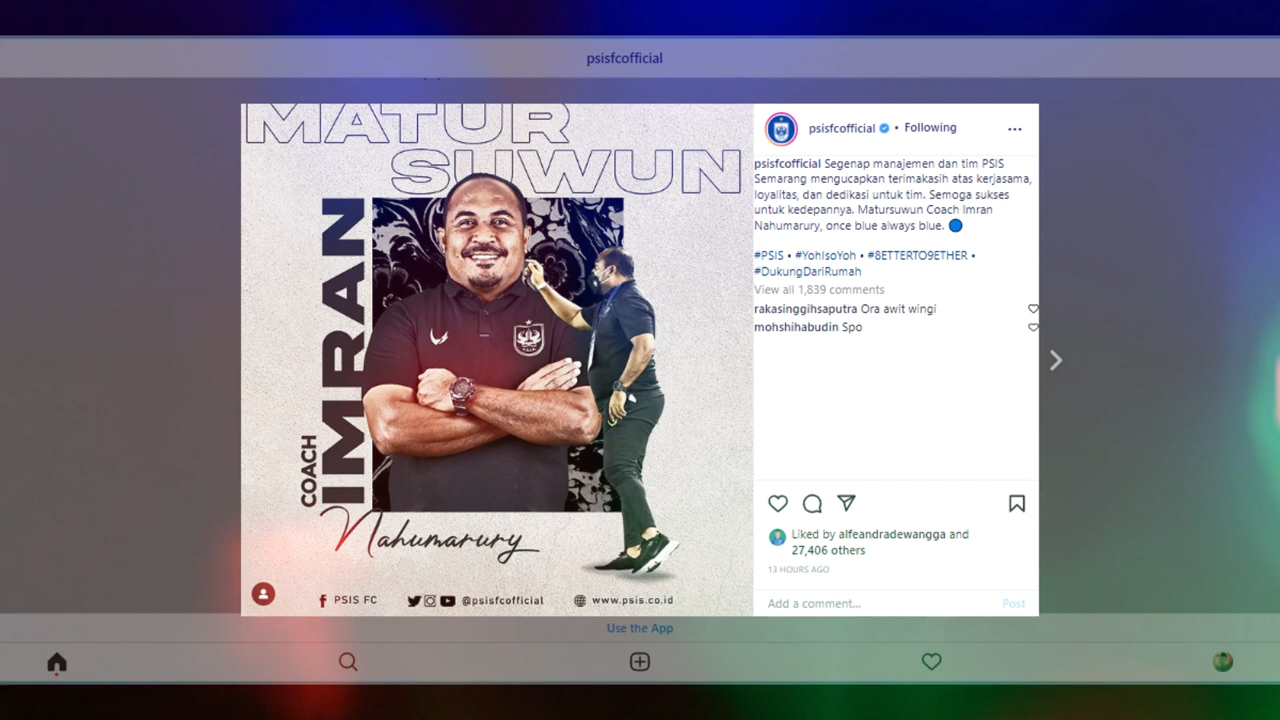 psisfcofficial
MATUR
SUWUN
COACH
IMRAN
Nahumarury
PSIS FC
@psisfcofficial
www.psis.co.id
psisfcofficial • Following
psisfcofficial Segenap manajemen dan tim PSIS
Semarang mengucapkan terimakasih atas kerjasama,
loyalitas, dan dedikasi untuk tim. Semoga sukses
untuk kedepannya. Matursuwun Coach Imran
Nahumarury, once blue always blue.
#PSIS • #YohIsoYoh • #8ETTERTO9ETHER •
#DukungDariRumah
View all 1,839 comments
rakasinggihsaputra Ora awit wingi
mohshihabudin Spo
Liked by alfeandradewangga and
27,406 others
13 HOURS AGO
Add a comment...
Post
Use the App